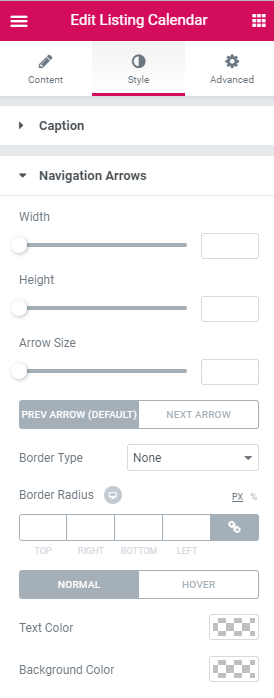 Edit Listing Calendar
Content Style Advanced
Caption
Navigation Arrows
Width
Height
Arrow Size
PREV ARROW (DEFAULT) NEXT ARROW
Border Type None
Border Radius PX %
TOP RIGHT BOTTOM LEFT
NORMAL HOVER
Text Color
Background Color